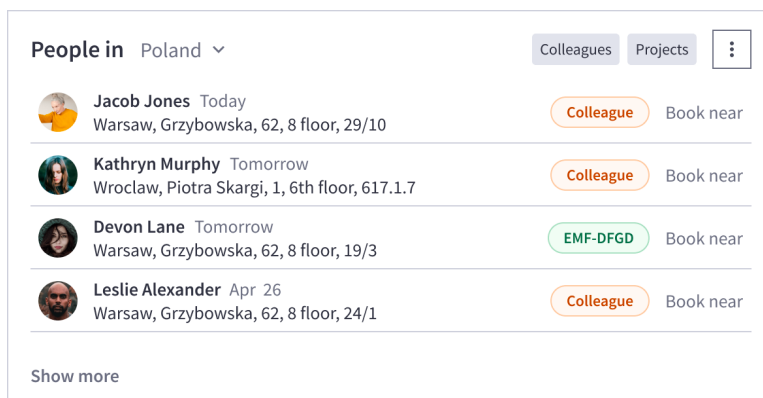 People in Poland Colleagues Projects
Jacob Jones Today
Warsaw, Grzybowska, 62, 8 floor, 29/10
Colleague Book near
Kathryn Murphy Tomorrow
Wroclaw, Piotra Skargi, 1, 6th floor, 617.1.7
Colleague Book near
Devon Lane Tomorrow
Warsaw, Grzybowska, 62, 8 floor, 19/3
EMF-DFGD Book near
Leslie Alexander Apr 26
Warsaw, Grzybowska, 62, 8 floor, 24/1
Colleague Book near
Show more